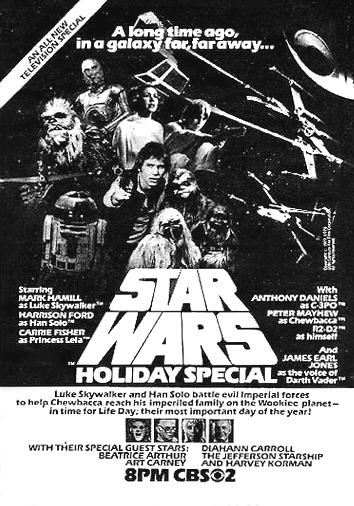 AN ALL NEW
TELEVISION SPECIAL
A long time ago,
in a galaxy far, far away...
Starring
MARK HAMILL
as Luke Skywalker™
HARRISON FORD
as Han Solo™
CARRIE FISHER
as Princess Leia™
With
ANTHONY DANIELS
as C-3PO™
PETER MAYHEW
as Chewbacca™
R2-D2™
as himself
And
JAMES EARL
JONES
as the voice of
Darth Vader™
STAR
WARS
™
HOLIDAY SPECIAL
Luke Skywalker and Han Solo battle evil Imperial forces
to help Chewbacca reach his imperiled family on the Wookiee planet—
in time for Life Day; their most important day of the year!
WITH THEIR SPECIAL GUEST STARS:
BEATRICE ARTHUR
ART CARNEY
DIAHANN CARROLL
THE JEFFERSON STARSHIP
AND HARVEY KORMAN
8PM CBS 2